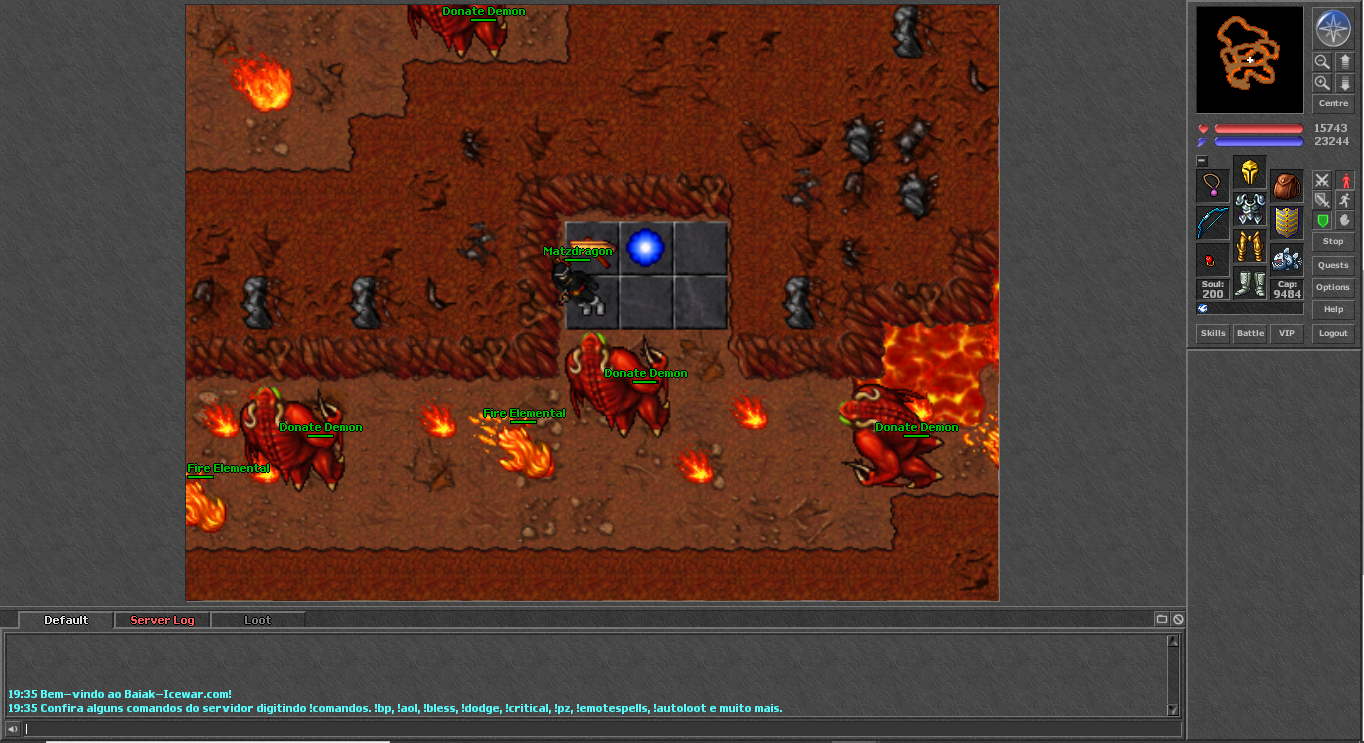 Donate Demon
Matzdragon
Donate Demon
Fire Elemental
Donate Demon
Donate Demon
Fire Elemental
Centre
15743
23244
Soul:
200
Cap:
9484
Stop
Quests
Options
Help
Skills
Battle
VIP
Logout
Default
Server Log
Loot
19:35 Bem-vindo ao Baiak-Icewar.com!
19:35 Confira alguns comandos do servidor digitindo !comandos. !bp, !aol, !bless, !dodge, !critical, !pz, !emotespells, !autoloot e muito mais.